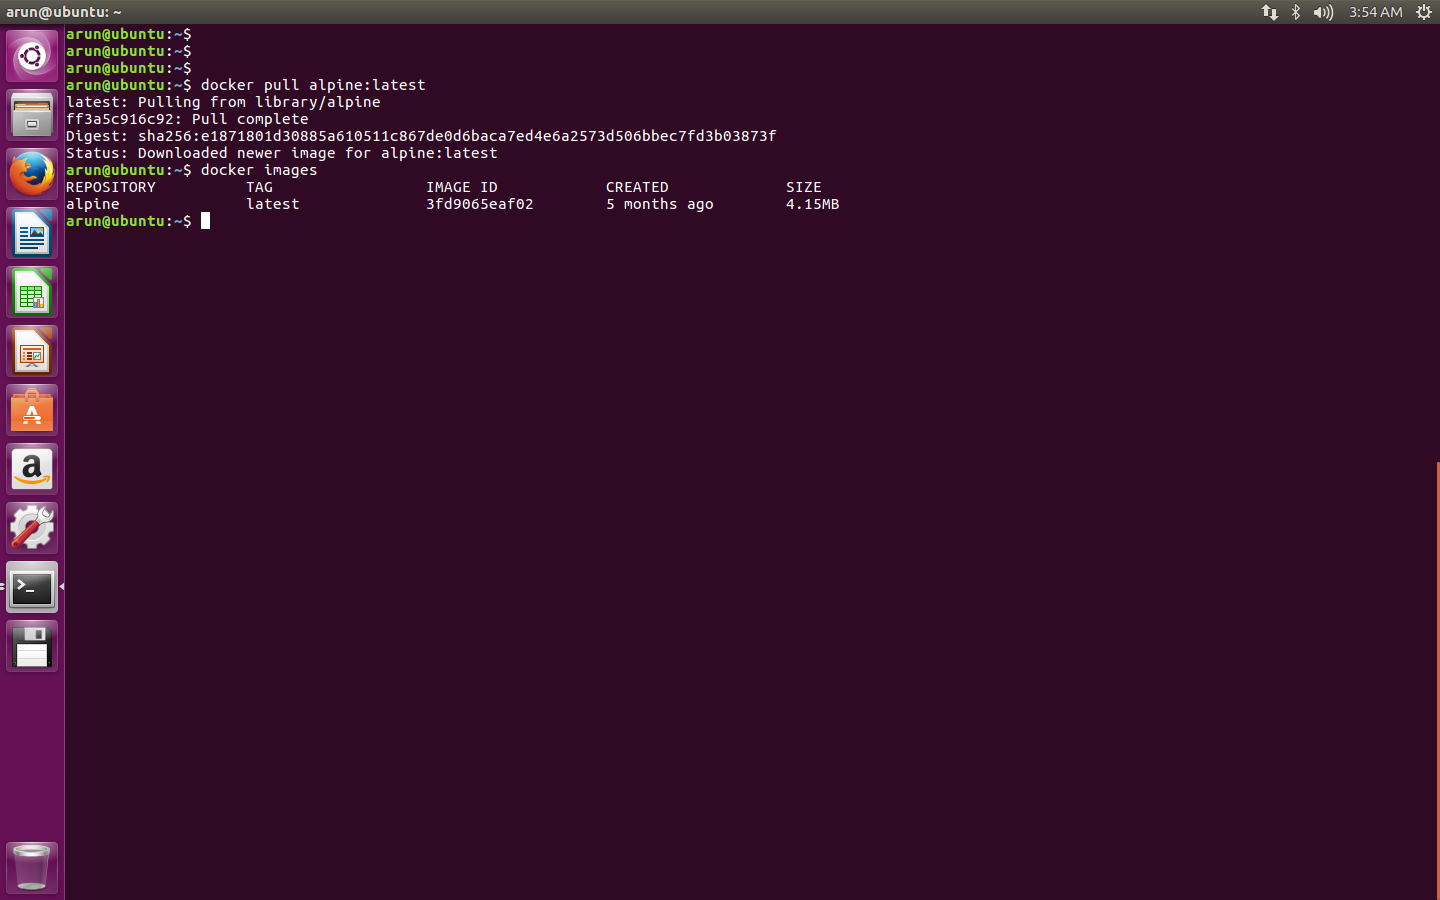 arun@ubuntu: ~
3:54 AM
arun@ubuntu:~$
arun@ubuntu:~$
arun@ubuntu:~$
arun@ubuntu:~$ docker pull alpine:latest
latest: Pulling from library/alpine
ff3a5c916c92: Pull complete
Digest: sha256:e1871801d30885a610511c867de0d6baca7ed4e6a2573d506bbec7fd3b03873f
Status: Downloaded newer image for alpine:latest
arun@ubuntu:~$ docker images
REPOSITORY TAG IMAGE ID CREATED SIZE
alpine latest 3fd9065eaf02 5 months ago 4.15MB
arun@ubuntu:~$